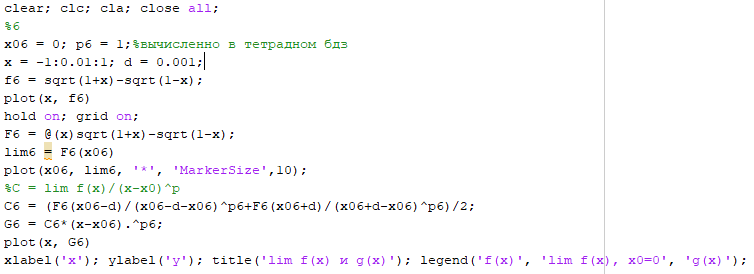 clear; clc; cla; close all;
%6
x06 = 0; p6 = 1;%вычисленно в тетрадном бдз
x = -1:0.01:1; d = 0.001;
f6 = sqrt(1+x)-sqrt(1-x);
plot(x, f6)
hold on; grid on;
F6 = @(x)sqrt(1+x)-sqrt(1-x);
lim6 = F6(x06)
plot(x06, lim6, '*', 'MarkerSize',10);
%C = lim f(x)/(x-x0)^p
C6 = (F6(x06-d)/(x06-d-x06)^p6+F6(x06+d)/(x06+d-x06)^p6)/2;
G6 = C6*(x-x06).^p6;
plot(x, G6)
xlabel('x'); ylabel('y'); title('lim f(x) и g(x)'); legend('f(x)', 'lim f(x), x0=0', 'g(x)');